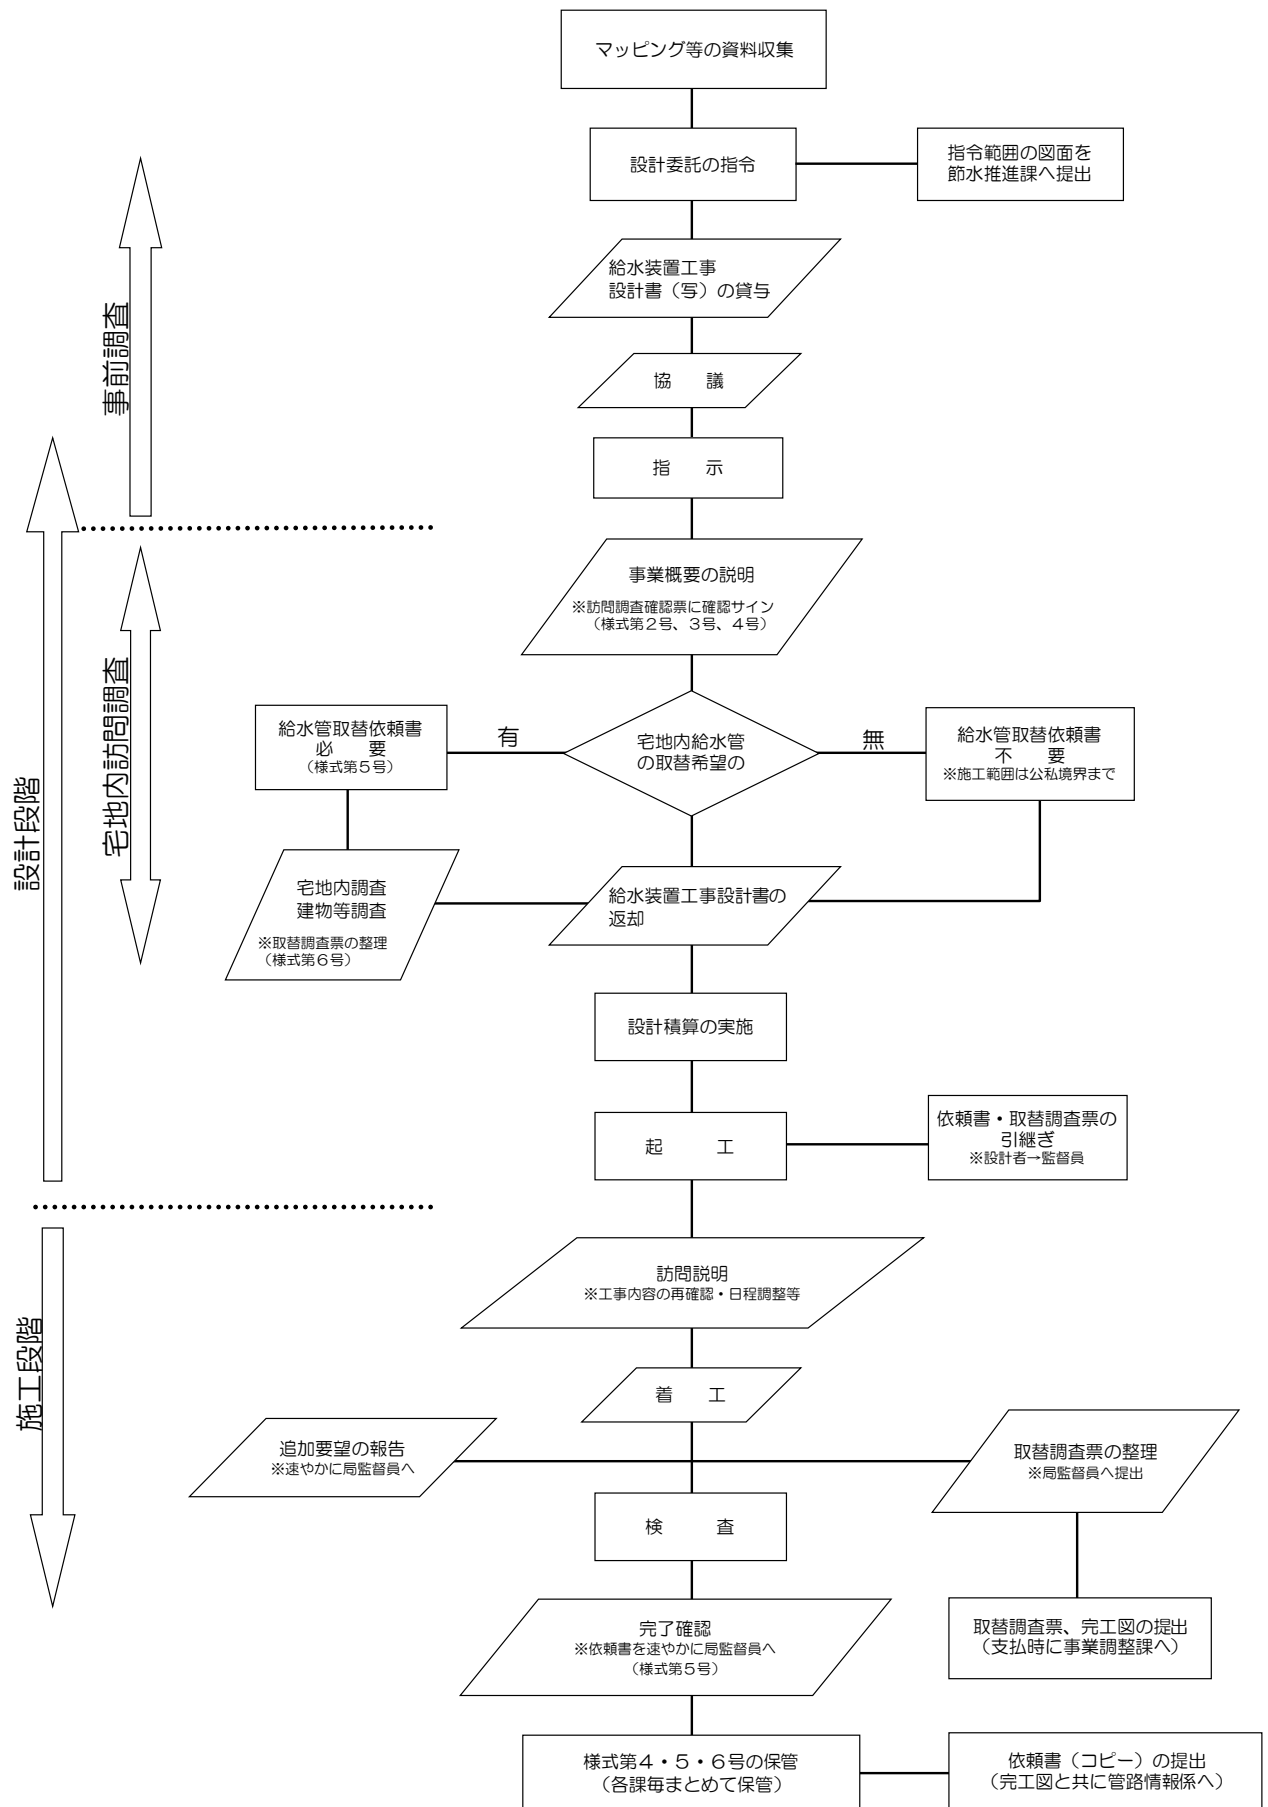 マッピング等の資料収集
設計委託の指令
指令範囲の図面を
節水推進課へ提出
給水装置工事
設計書（写）の貸与
協　　議
事前調査
指　　示
事業概要の説明
※訪問調査確認票に確認サイン
（様式第２号、３号、４号）
宅地内訪問調査
給水管取替依頼書
必　　要
（様式第５号）
有
宅地内給水管
の取替希望の
無
給水管取替依頼書
不　　要
※施工範囲は公私境界まで
設計段階
宅地内調査
建物等調査
※取替調査票の整理
（様式第６号）
給水装置工事設計書の
返却
設計積算の実施
起　　　工
依頼書・取替調査票の
引継ぎ
※設計者→監督員
訪問説明
※工事内容の再確認・日程調整等
施工段階
着　　工
追加要望の報告
※速やかに局監督員へ
取替調査票の整理
※局監督員へ提出
検　　　査
完了確認
※依頼書を速やかに局監督員へ
（様式第５号）
取替調査票、完工図の提出
（支払時に事業調整課へ）
様式第４・５・６号の保管
（各課毎まとめて保管）
依頼書（コピー）の提出
（完工図と共に管路情報係へ）